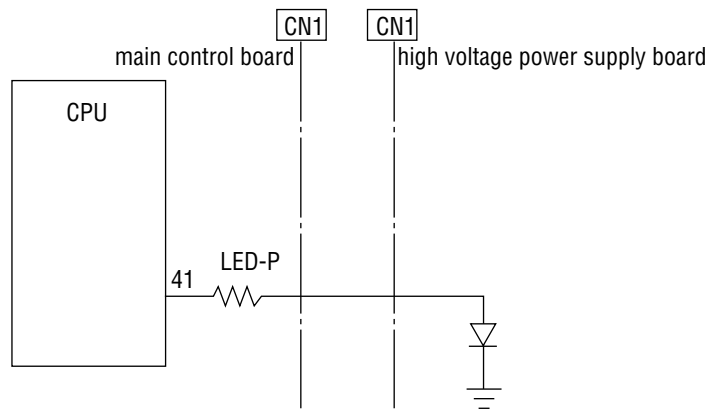 CN1 CN1
main control board high voltage power supply board
CPU
LED-P
41